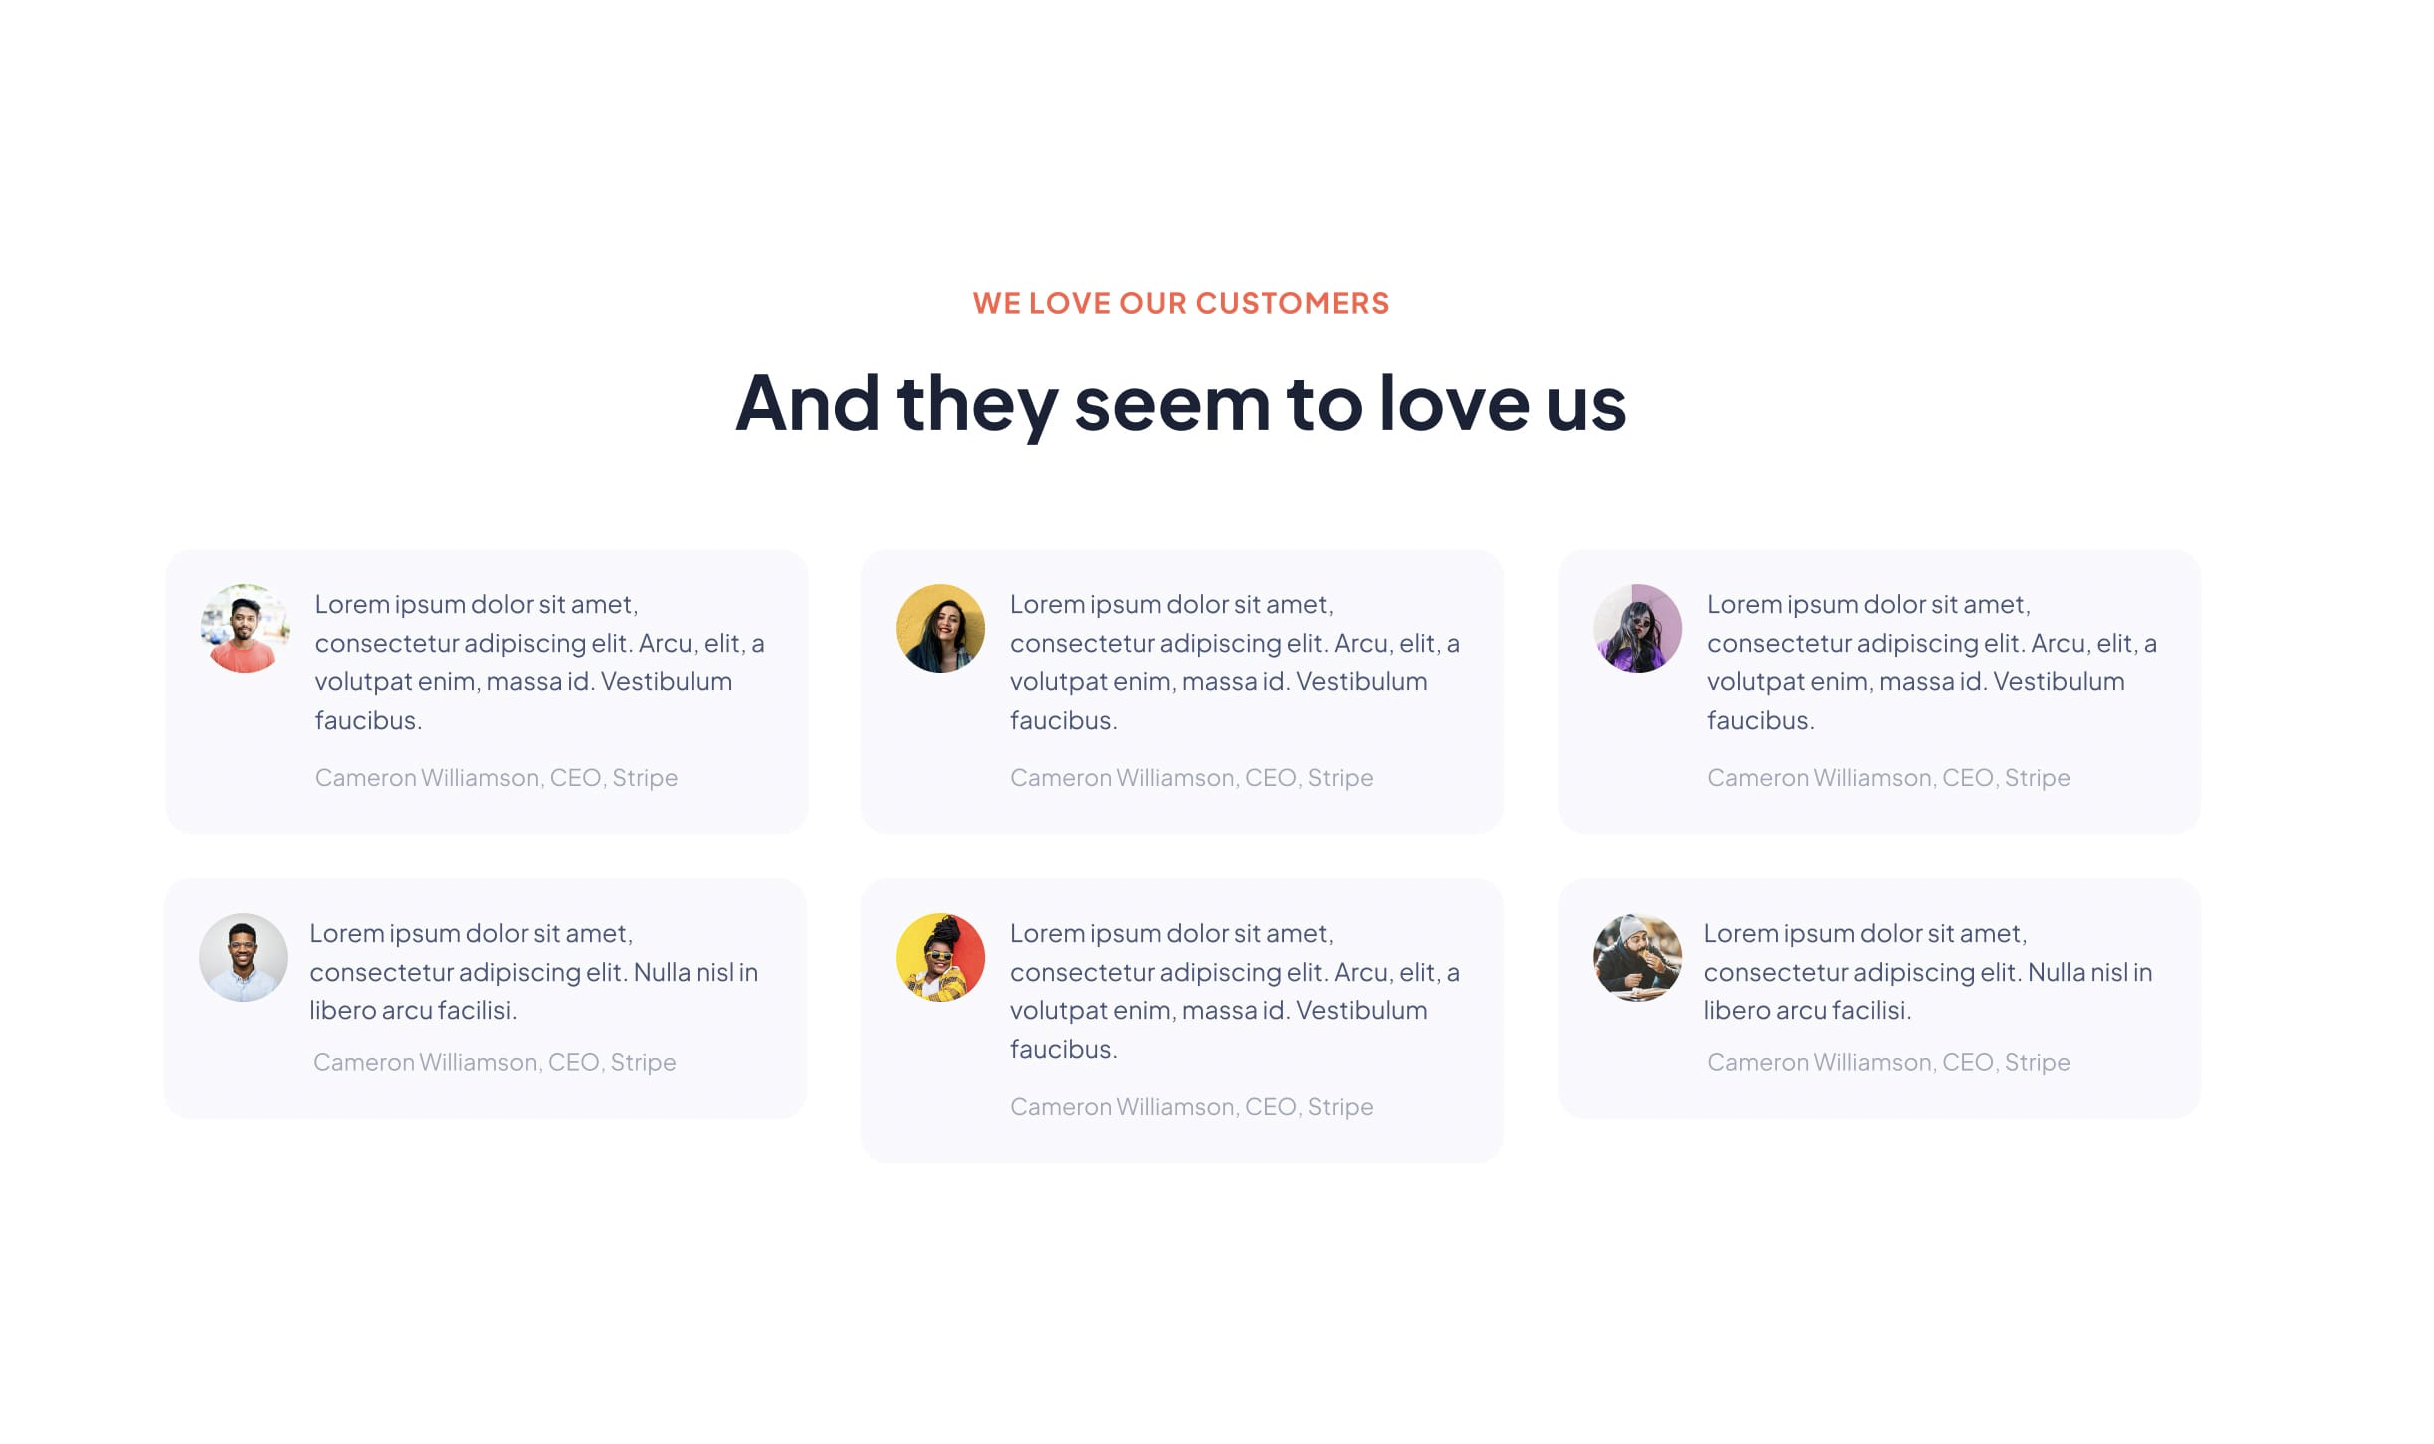 WE LOVE OUR CUSTOMERS
And they seem to love us
Lorem ipsum dolor sit amet,
consectetur adipiscing elit. Arcu, elit, a
volutpat enim, massa id. Vestibulum
faucibus.
Cameron Williamson, CEO, Stripe
Lorem ipsum dolor sit amet,
consectetur adipiscing elit. Arcu, elit, a
volutpat enim, massa id. Vestibulum
faucibus.
Cameron Williamson, CEO, Stripe
Lorem ipsum dolor sit amet,
consectetur adipiscing elit. Arcu, elit, a
volutpat enim, massa id. Vestibulum
faucibus.
Cameron Williamson, CEO, Stripe
Lorem ipsum dolor sit amet,
consectetur adipiscing elit. Nulla nisl in
libero arcu facilisi.
Cameron Williamson, CEO, Stripe
Lorem ipsum dolor sit amet,
consectetur adipiscing elit. Arcu, elit, a
volutpat enim, massa id. Vestibulum
faucibus.
Cameron Williamson, CEO, Stripe
Lorem ipsum dolor sit amet,
consectetur adipiscing elit. Nulla nisl in
libero arcu facilisi.
Cameron Williamson, CEO, Stripe